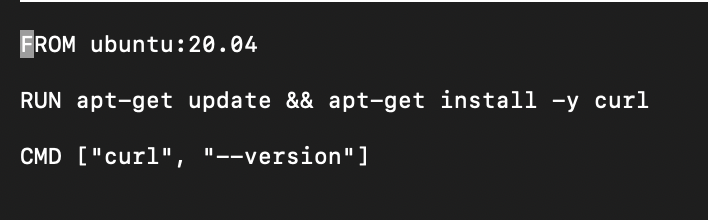 FROM ubuntu:20.04
RUN apt-get update && apt-get install -y curl
CMD ["curl", "--version"]